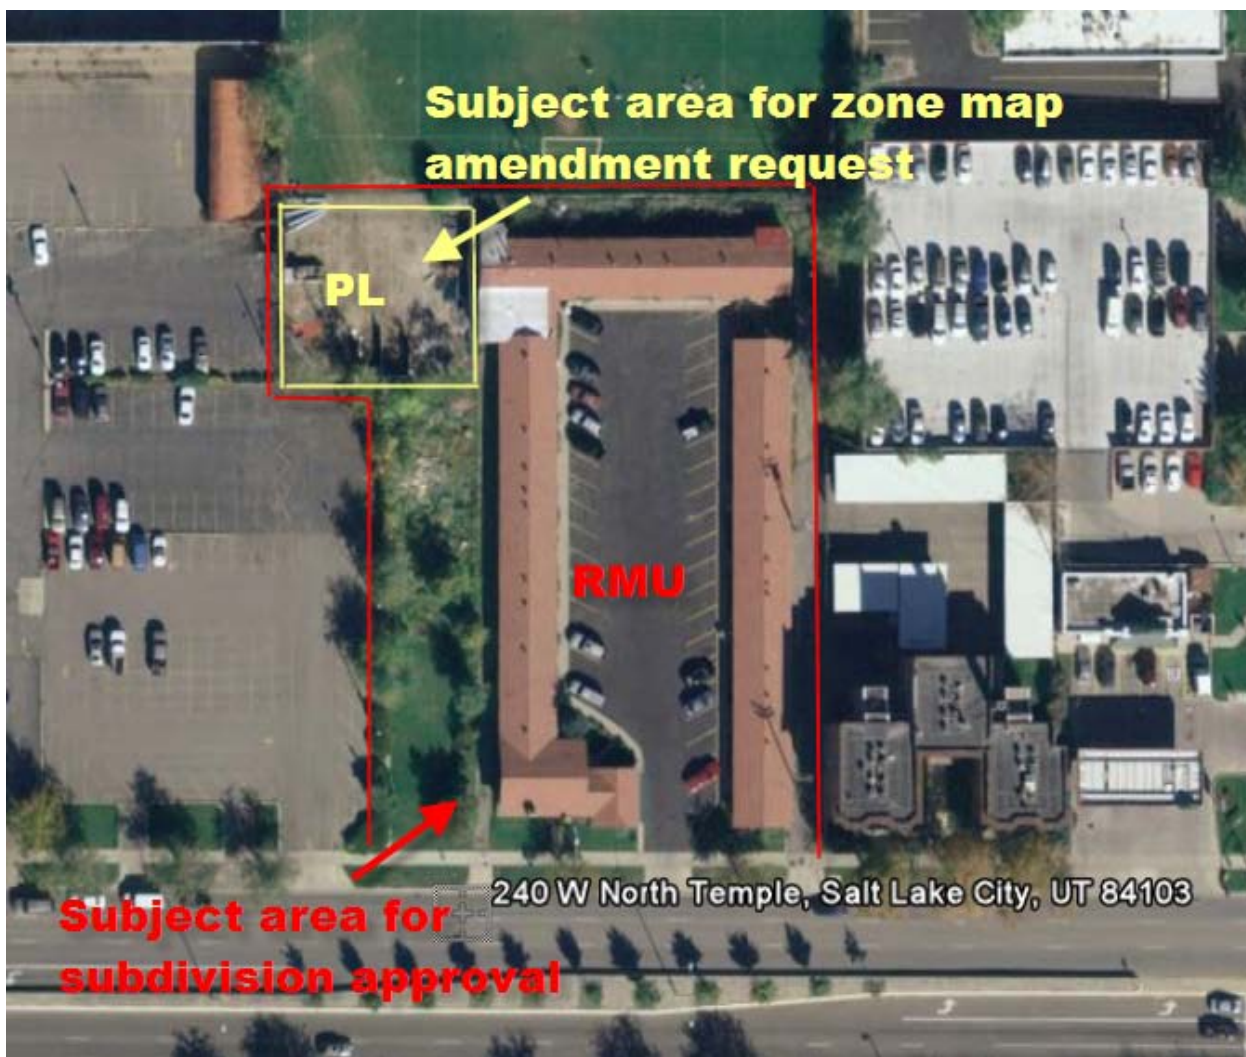 Subject area for zone map
amendment request
PL
RMU
240 W North Temple, Salt Lake City, UT 84103
Subject area for
subdivision approval